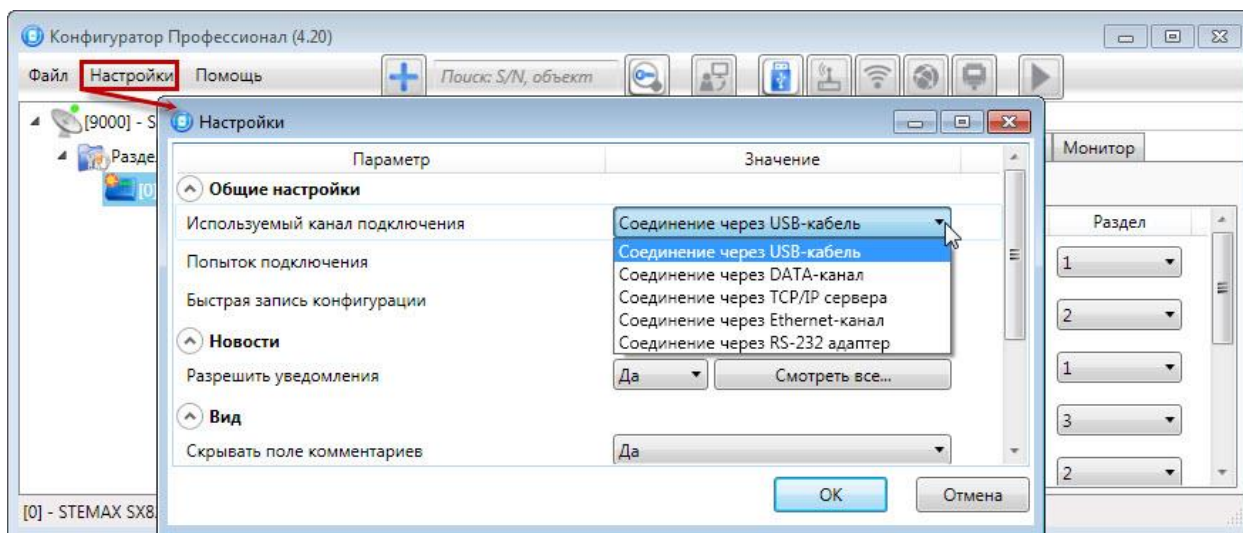 Конфигуратор Профессионал (4.20)
Файл Настройки Помощь Поиск: S/N, объект
[9000] - S
Разде
[0]
Настройки
Параметр Значение
Общие настройки
Используемый канал подключения Соединение через USB-кабель
Соединение через USB-кабель
Попыток подключения
Соединение через DATA-канал
Соединение через TCP/IP сервера
Быстрая запись конфигурации
Соединение через Ethernet-канал
Соединение через RS-232 адаптер
Новости
Разрешить уведомления Да Смотреть все...
Вид
Скрывать поле комментариев Да
OK Отмена
Монитор
Раздел
1
2
1
3
2
[0] - STEMAX SX8